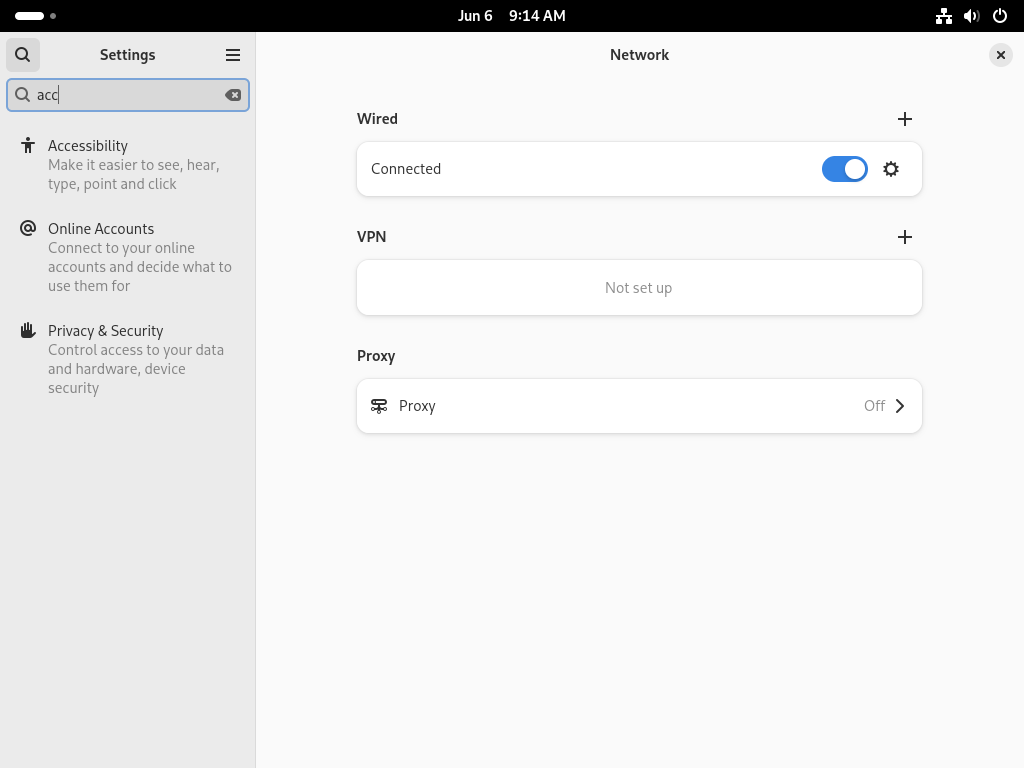 Jun 6 9:14 AM
Settings
acc
Accessibility
Make it easier to see, hear,
type, point and click
Online Accounts
Connect to your online
accounts and decide what to
use them for
Privacy & Security
Control access to your data
and hardware, device
security
Network
Wired
Connected
VPN
Not set up
Proxy
Proxy Off